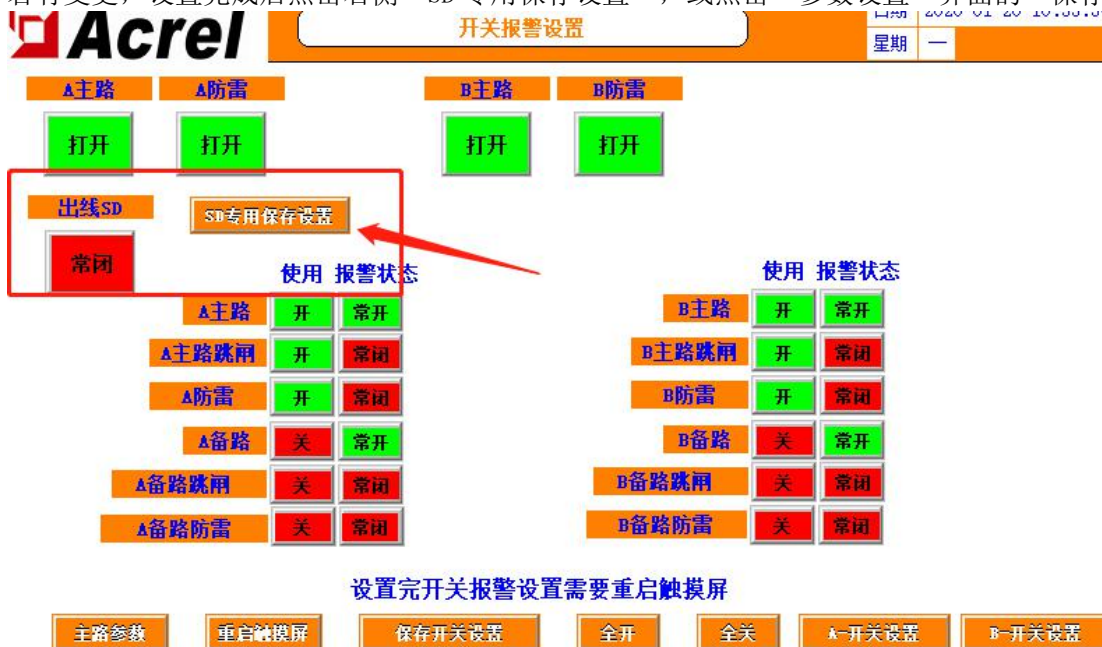 若有变更，设置完成后点击右侧“SD专用保存设置”，或点击“参数设置”界面的“保存
Acrel
开关报警设置
日期
星期 一
A主路 A防雷 B主路 B防雷
打开 打开 打开 打开
出线SD SD专用保存设置
常闭
使用 报警状态 使用 报警状态
A主路 开 常开 B主路 开 常开
A主路跳闸 开 常闭 B主路跳闸 开 常闭
A防雷 开 常闭 B防雷 开 常闭
A备路 关 常开 B备路 关 常开
A备路跳闸 关 常闭 B备路跳闸 关 常闭
A备路防雷 关 常闭 B备路防雷 关 常闭
设置完开关报警设置需要重启触摸屏
主路参数 重启触摸屏 保存开关设置 全开 全关 A-开关设置 B-开关设置